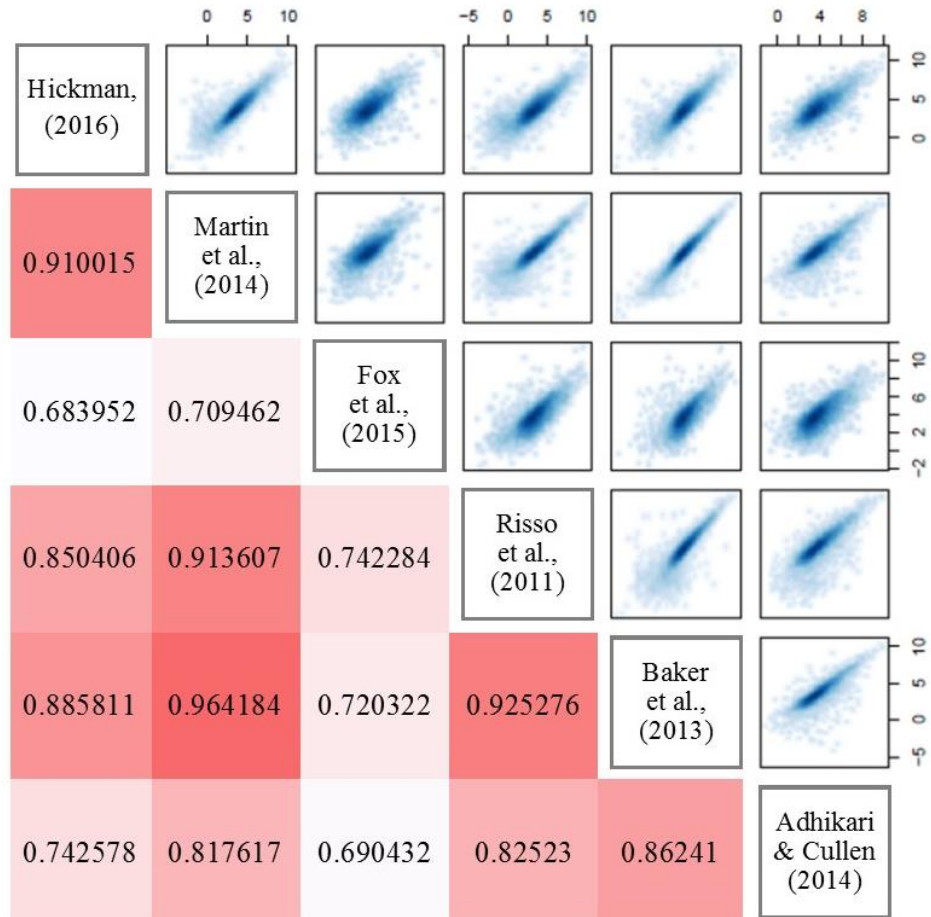 0 5 10 −5 0 5 10 0 4 8
Hickman,
(2016)
10
5
0
0.910015
Martin
et al.,
(2014)
0.683952 0.709462
Fox
et al.,
(2015)
10
6
2
−2
0.850406 0.913607 0.742284
Risso
et al.,
(2011)
0.885811 0.964184 0.720322 0.925276
Baker
et al.,
(2013)
10
5
0
−5
0.742578 0.817617 0.690432 0.82523 0.86241
Adhikari
& Cullen
(2014)